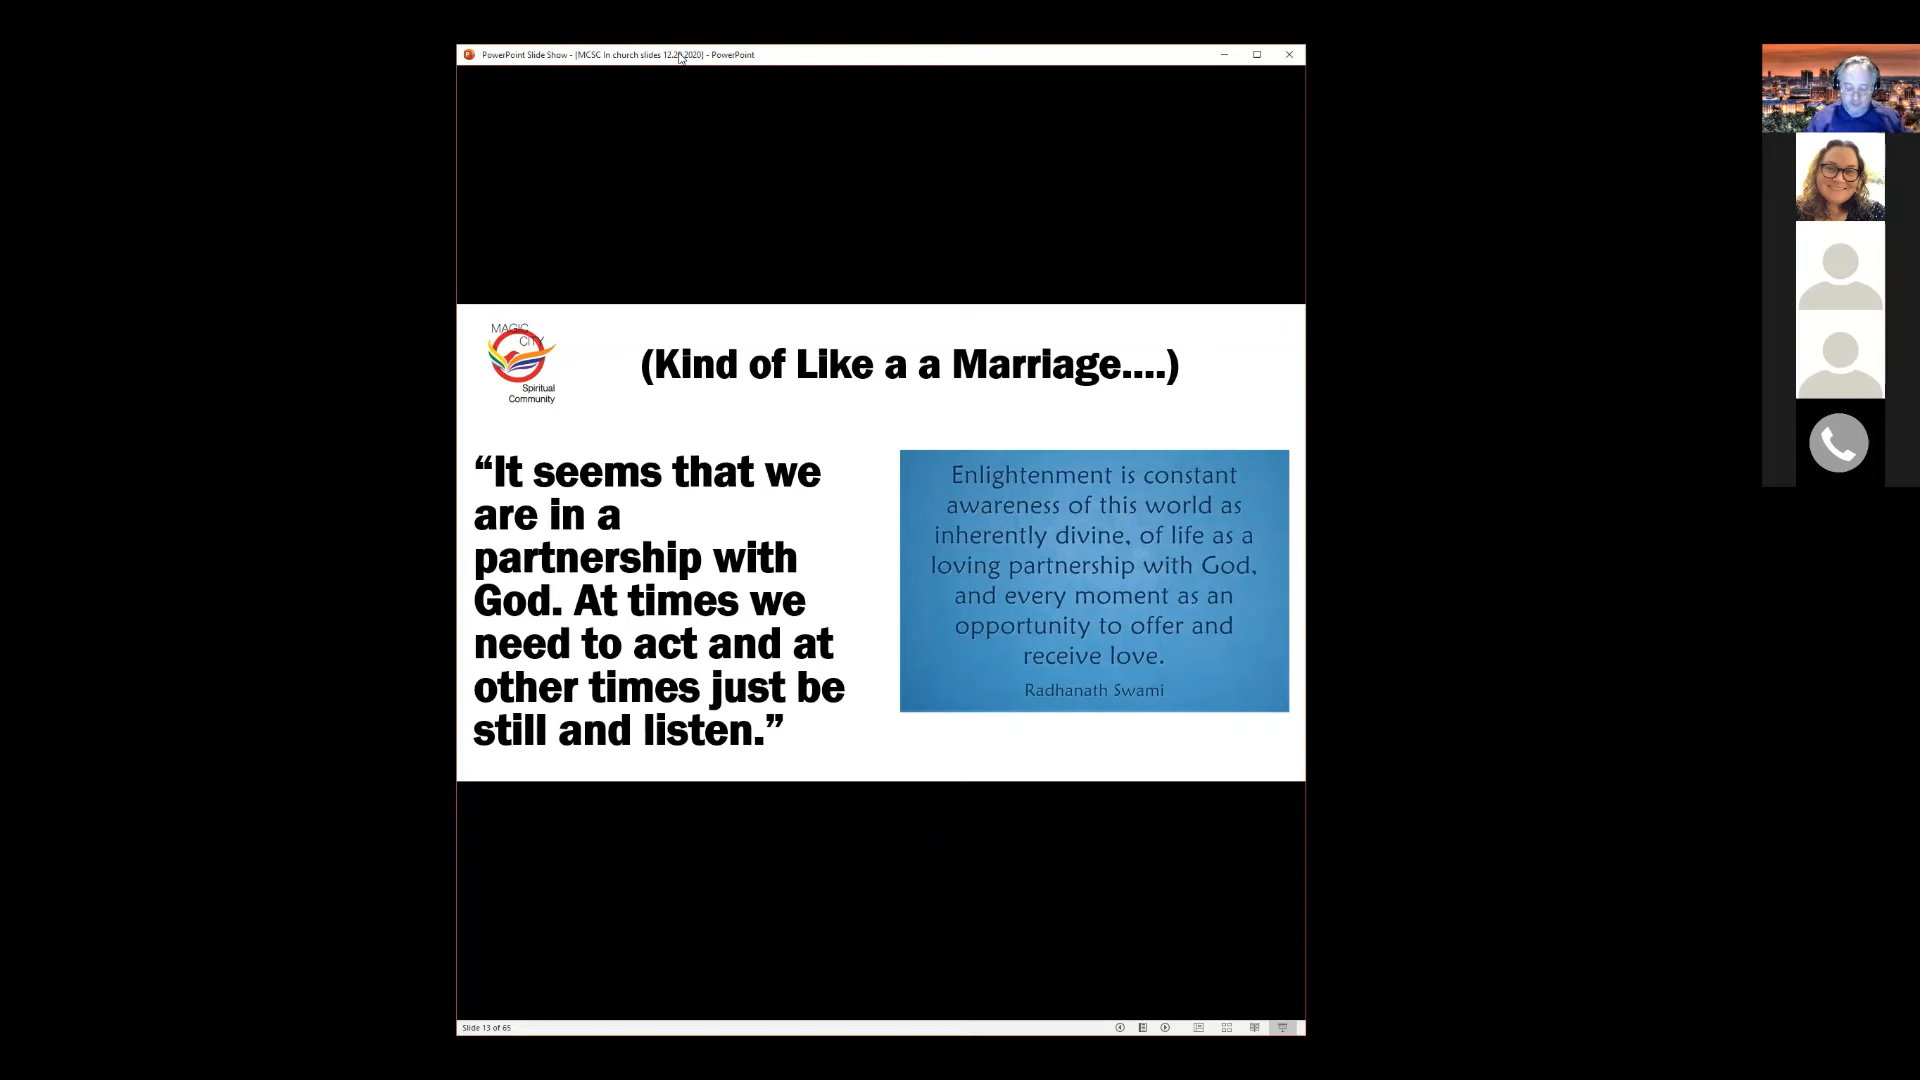 PowerPoint Slide Show - [MCSC In church slides 12.20.2020] - PowerPoint
MAGIC
CITY
Spiritual
Community
(Kind of Like a a Marriage....)
“It seems that we
are in a
partnership with
God. At times we
need to act and at
other times just be
still and listen.”
Enlightenment is constant
awareness of this world as
inherently divine, of life as a
loving partnership with God,
and every moment as an
opportunity to offer and
receive love.
Radhanath Swami
Slide 13 of 65